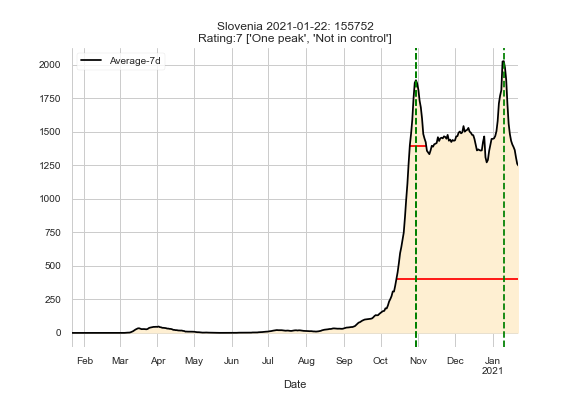 Slovenia 2021-01-22: 155752
Rating:7 ['One peak', 'Not in control']
Average-7d
2000
1750
1500
1250
1000
750
500
250
0
Feb Mar Apr May Jun Jul Aug Sep Oct Nov Dec Jan
2021
Date